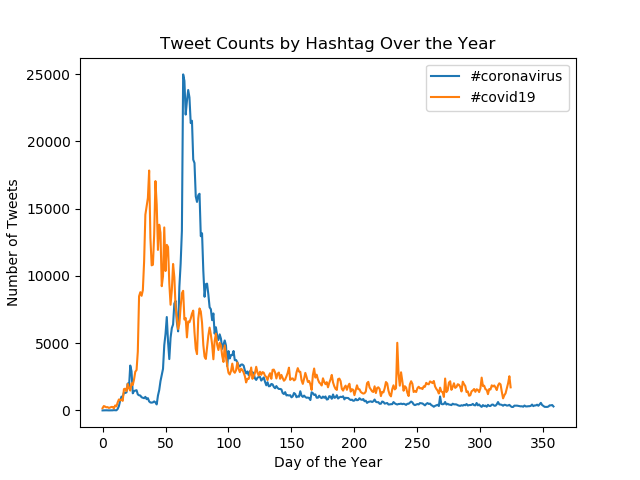 Tweet Counts by Hashtag Over the Year
#coronavirus
#covid19
25000
20000
15000
10000
5000
0
Number of Tweets
0 50 100 150 200 250 300 350
Day of the Year